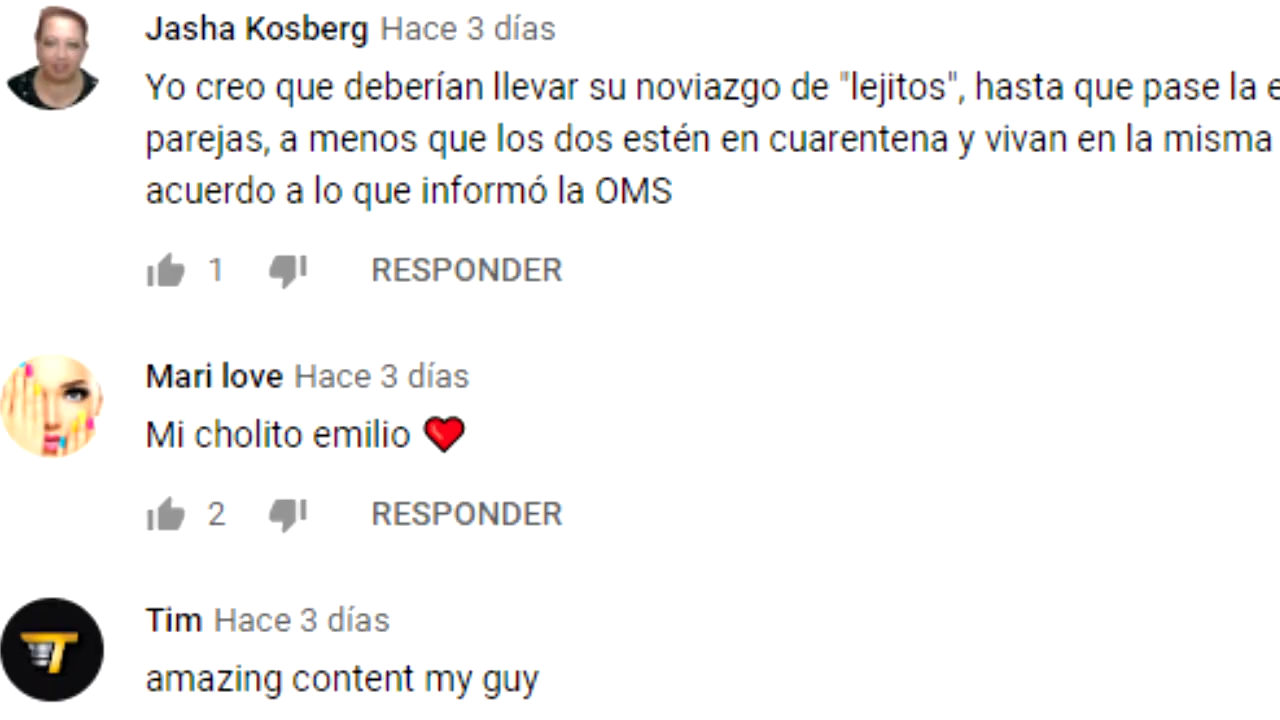 Jasha Kosberg Hace 3 días
Yo creo que deberían llevar su noviazgo de "lejitos", hasta que pase la
parejas, a menos que los dos estén en cuarentena y vivan en la misma
acuerdo a lo que informó la OMS
1 RESPONDER
Mari love Hace 3 días
Mi cholito emilio ❤
2 RESPONDER
T
Tim Hace 3 días
amazing content my guy